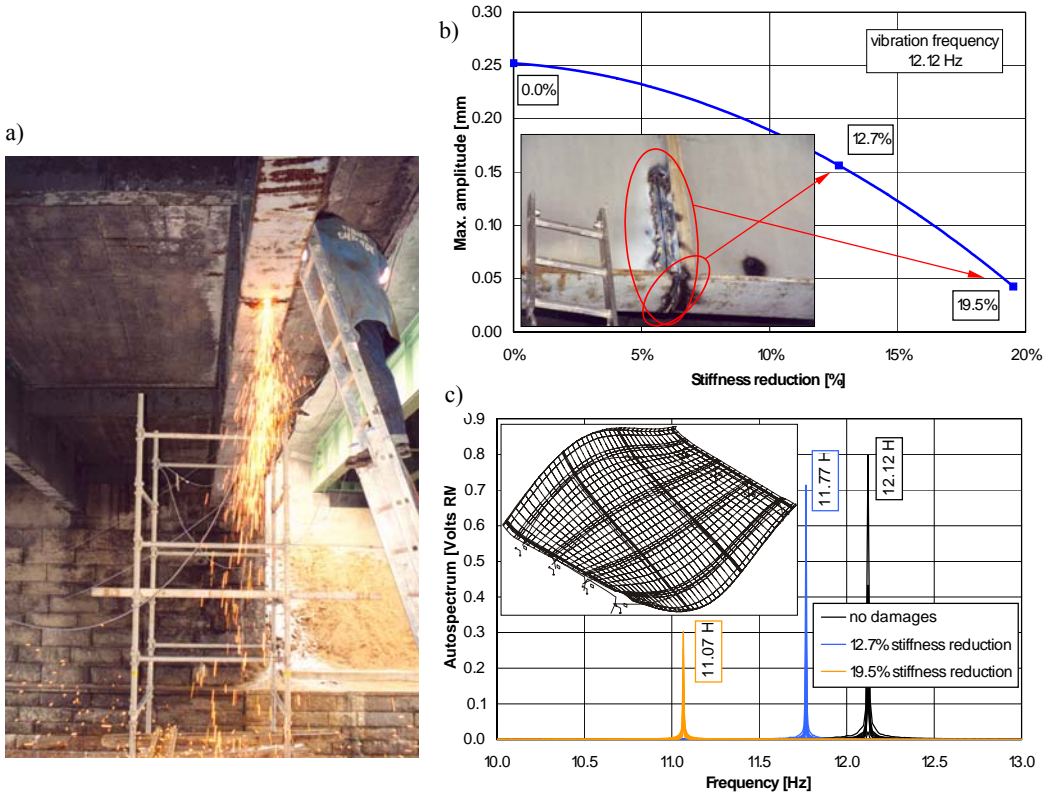 a)
b)
0.30
0.25
0.20
0.15
0.10
0.05
0.00
Max. amplitude [mm]
vibration frequency
12.12 Hz
0.0%
12.7%
19.5%
0%
5%
10%
15%
20%
Stiffness reduction [%]
c)
0.9
0.8
0.7
0.6
0.5
0.4
0.3
0.2
0.1
0.0
Autospectrum [Volts RM
11.07 H
11.77 H
12.12 H
no damages
12.7% stiffness reduction
19.5% stiffness reduction
10.0
10.5
11.0
11.5
12.0
12.5
13.0
Frequency [Hz]